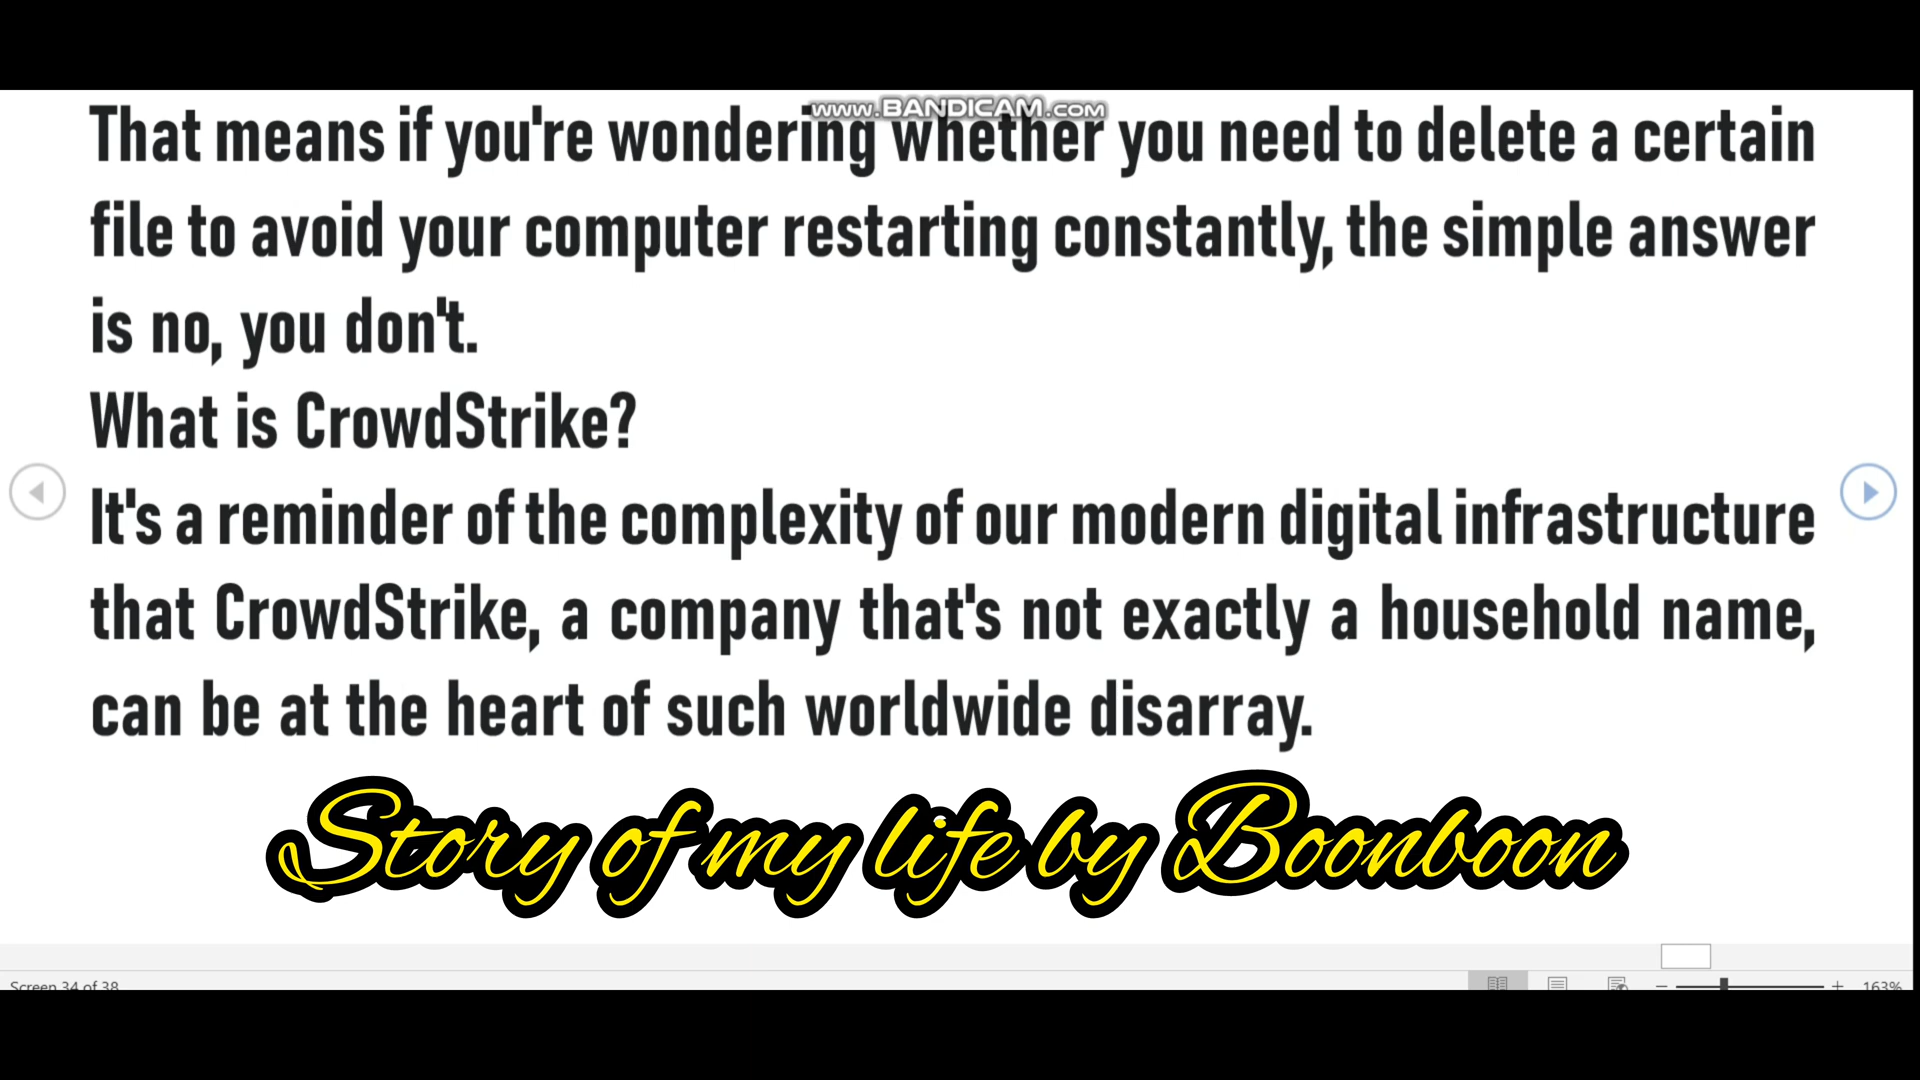 www.BANDICAM.com
That means if you're wondering whether you need to delete a certain
file to avoid your computer restarting constantly, the simple answer
is no, you don't.
What is CrowdStrike?
It's a reminder of the complexity of our modern digital infrastructure
that CrowdStrike, a company that's not exactly a household name,
can be at the heart of such worldwide disarray.
Story of my life by Boonboon
Screen 34 of 38
163%